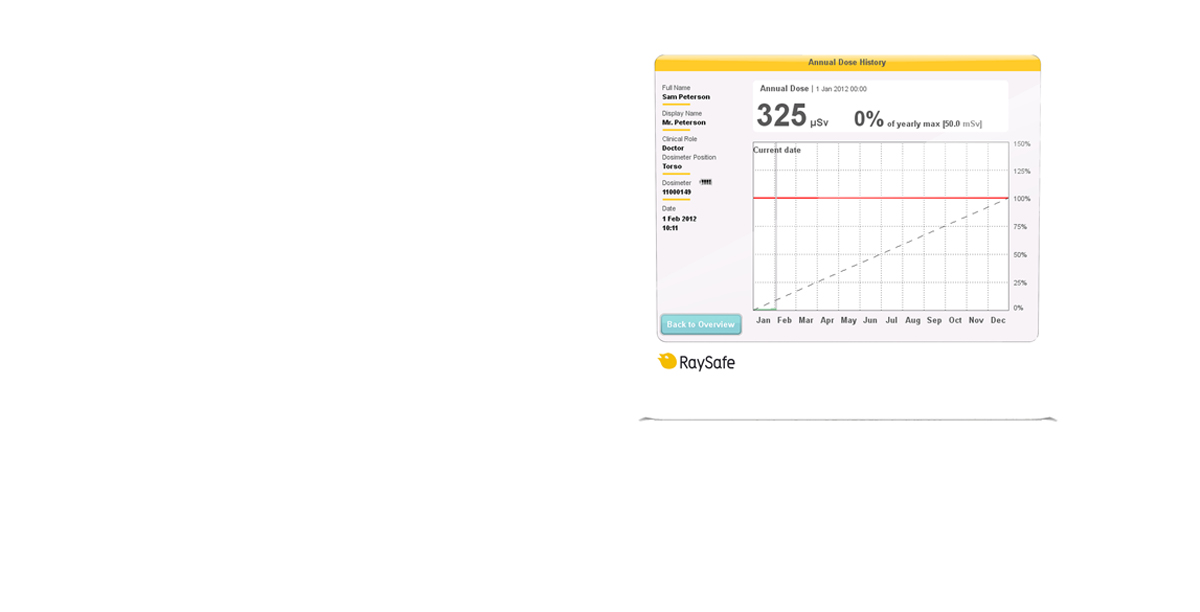 Annual Dose History
Full Name
Sam Peterson
Display Name
Mr. Peterson
Clinical Role
Doctor
Dosimeter Position
Torso
Dosimeter
11000149
Date
1 Feb 2012
10:11
Back to Overview
Annual Dose | 1 Jan 2012 00:00
325 µSv 0% of yearly max [50.0 mSv]
Current date
150%
125%
100%
75%
50%
25%
0%
Jan Feb Mar Apr May Jun Jul Aug Sep Oct Nov Dec
RaySafe